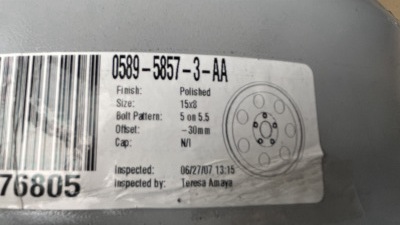 0589-5857-3-AA
Finish: Polished
Size: 15x8
Bolt Pattern: 5 on 5.5
Offset: -30mm
Cap: N/I
Inspected: 06/27/07 13:15
Inspected by: Teresa Amaya
76805